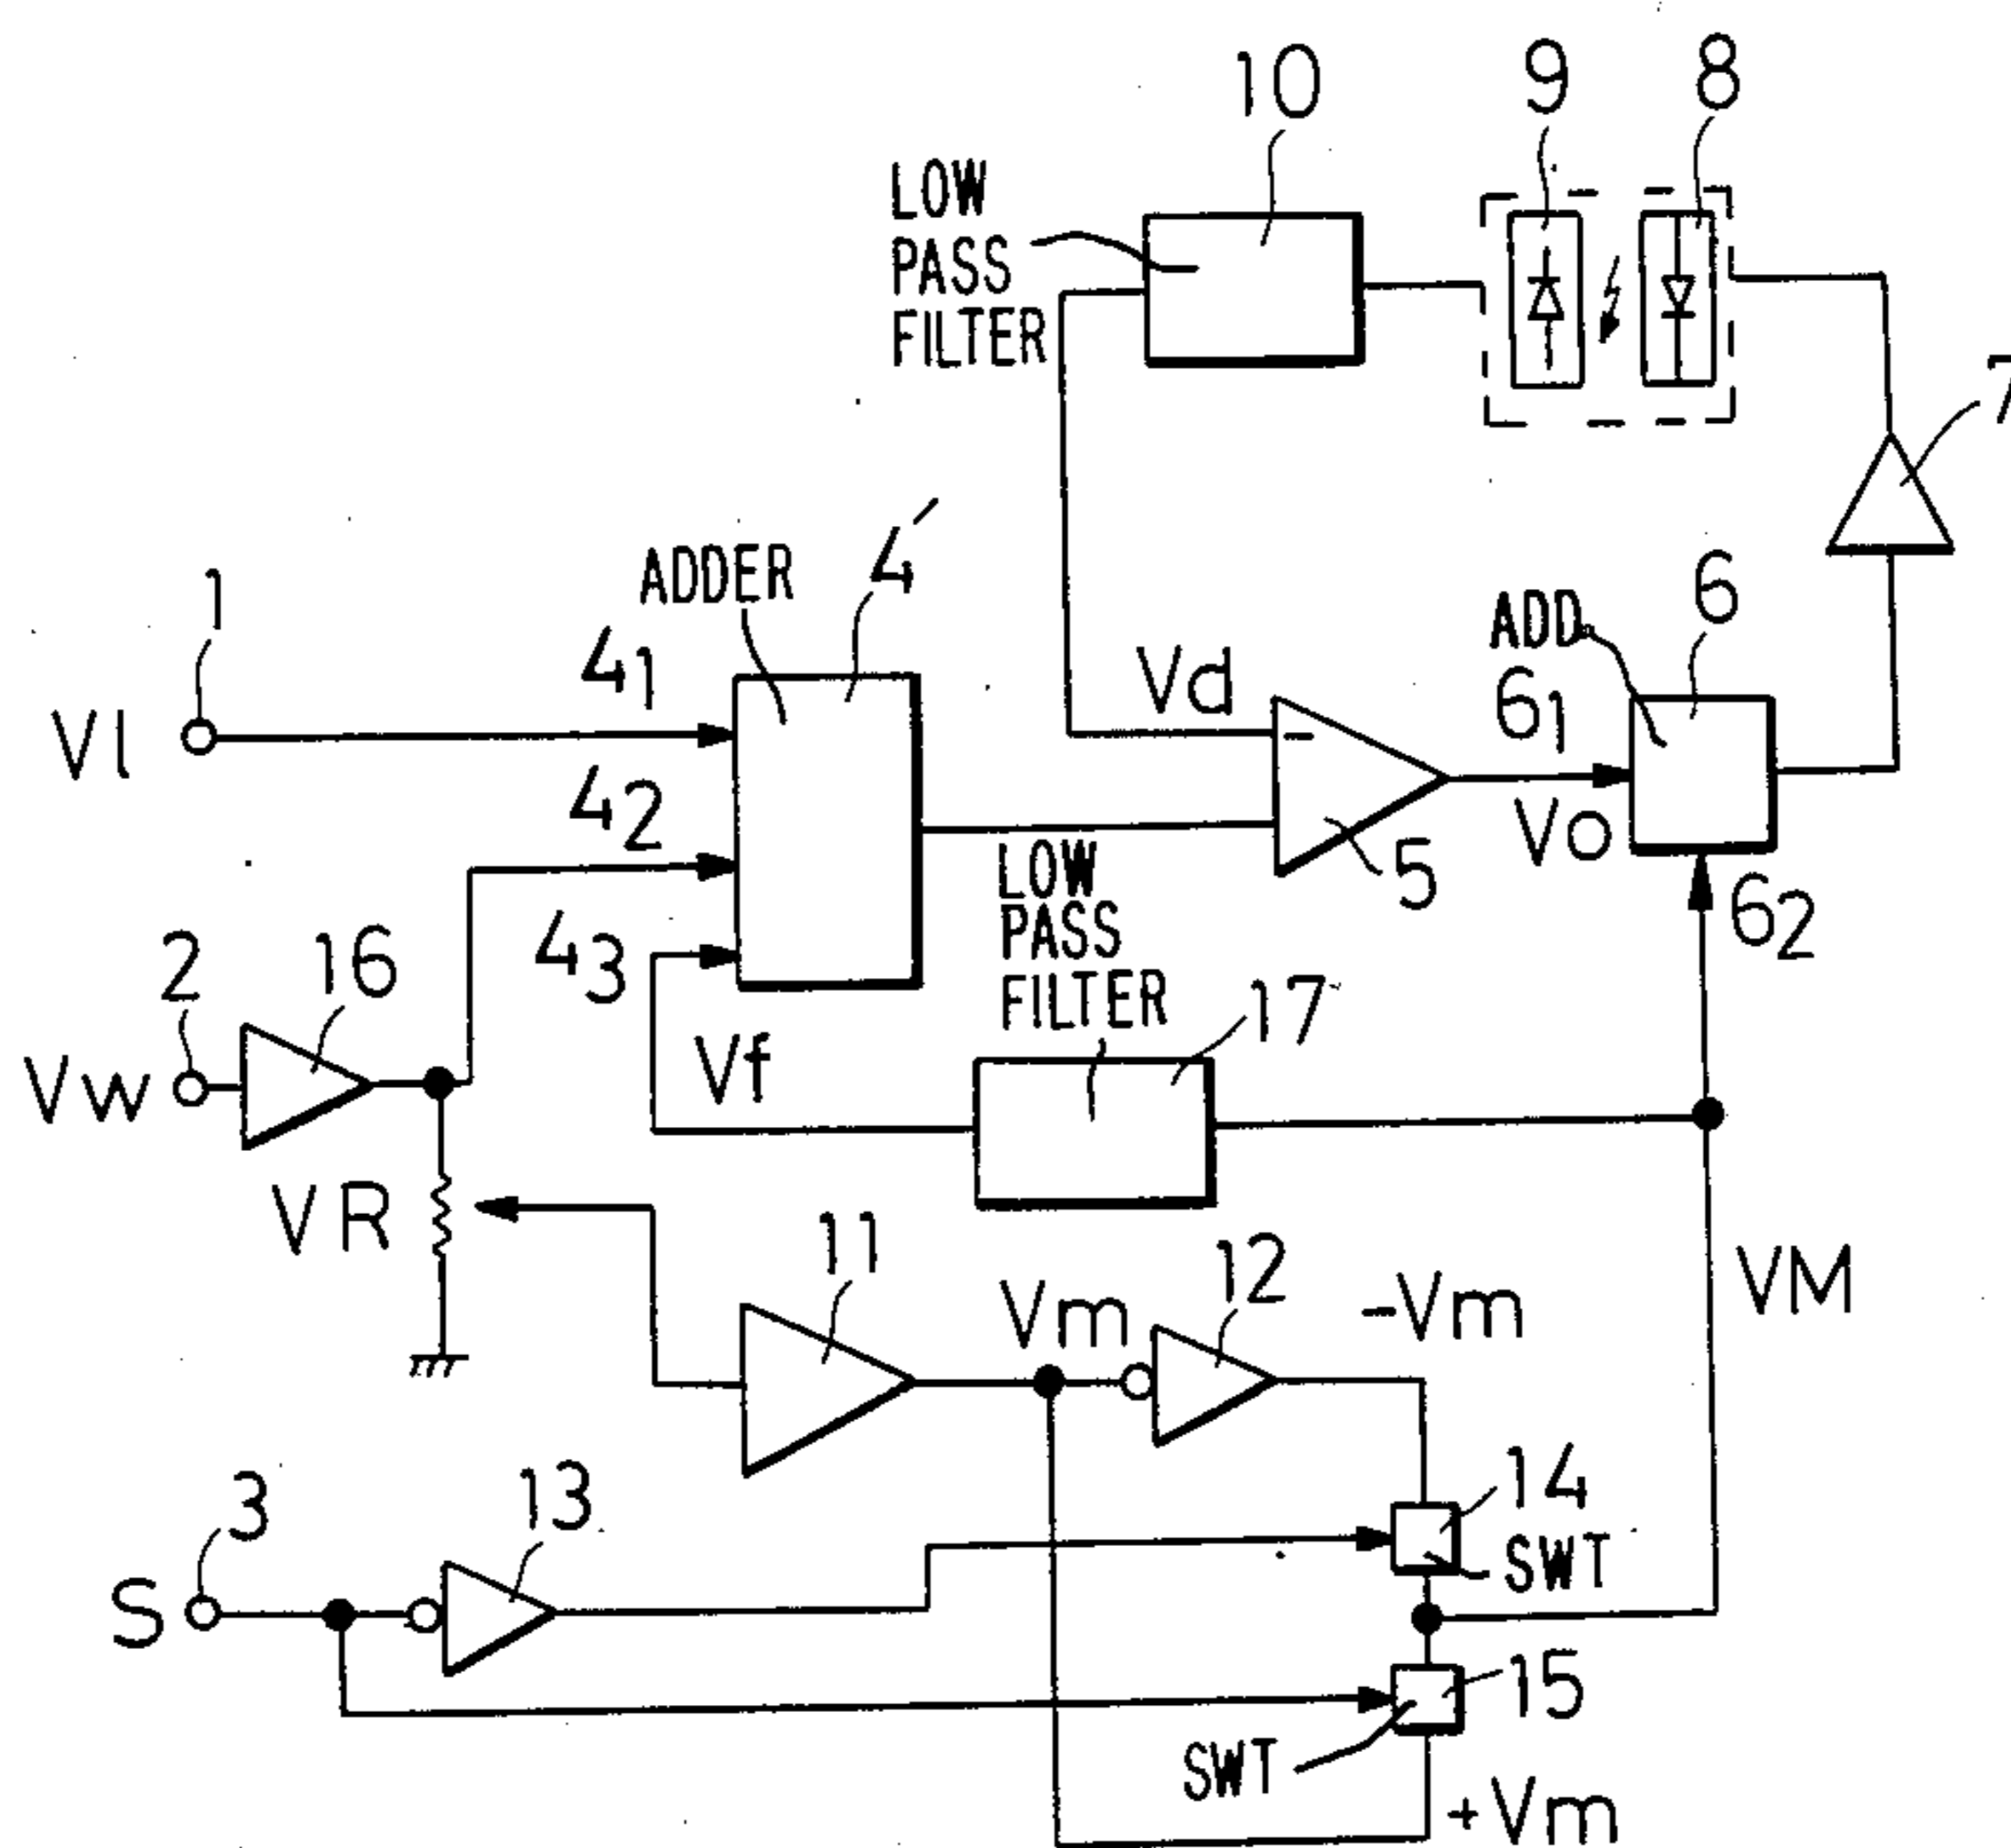 10
9
8
LOW
PASS
FILTER
7
1
ADDER
4'
6
ADD
Vl
41
Vd
61
42
Vo
5
62
LOW
PASS
FILTER
2
16
43
17
Vw
Vf
VR
11
Vm
12
-Vm
VM
3
13
14
SWT
S
15
SWT
+Vm